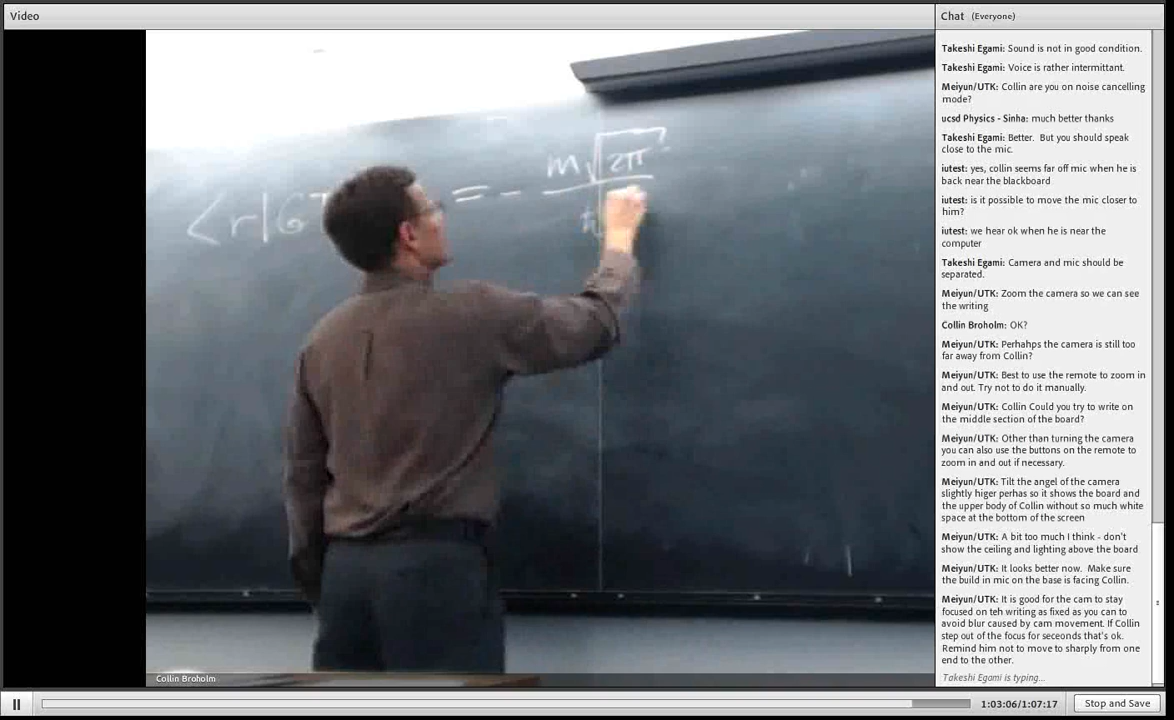 Video
m√2π
<r|G = -
ħ
Collin Broholm
Chat (Everyone)
Takeshi Egami: Sound is not in good condition.
Takeshi Egami: Voice is rather intermittant.
Meiyun/UTK: Collin are you on noise cancelling
mode?
ucsd Physics - Sinha: much better thanks
Takeshi Egami: Better. But you should speak
close to the mic.
iutest: yes, collin seems far off mic when he is
back near the blackboard
iutest: is it possible to move the mic closer to
him?
iutest: we hear ok when he is near the
computer
Takeshi Egami: Camera and mic should be
separated.
Meiyun/UTK: Zoom the camera so we can see
the writing
Collin Broholm: OK?
Meiyun/UTK: Perhahps the camera is still too
far away from Collin?
Meiyun/UTK: Best to use the remote to zoom in
and out. Try not to do it manually.
Meiyun/UTK: Collin Could you try to write on
the middle section of the board?
Meiyun/UTK: Other than turning the camera
you can also use the buttons on the remote to
zoom in and out if necessary.
Meiyun/UTK: Tilt the angel of the camera
slightly higer perhas so it shows the board and
the upper body of Collin without so much white
space at the bottom of the screen
Meiyun/UTK: A bit too much I think - don't
show the ceiling and lighting above the board
Meiyun/UTK: It looks better now. Make sure
the build in mic on the base is facing Collin.
Meiyun/UTK: It is good for the cam to stay
focused on teh writing as fixed as you can to
avoid blur caused by cam movement. If Collin
step out of the focus for seceonds that's ok.
Remind him not to move to sharply from one
end to the other.
Takeshi Egami is typing...
1:03:06/1:07:17
Stop and Save